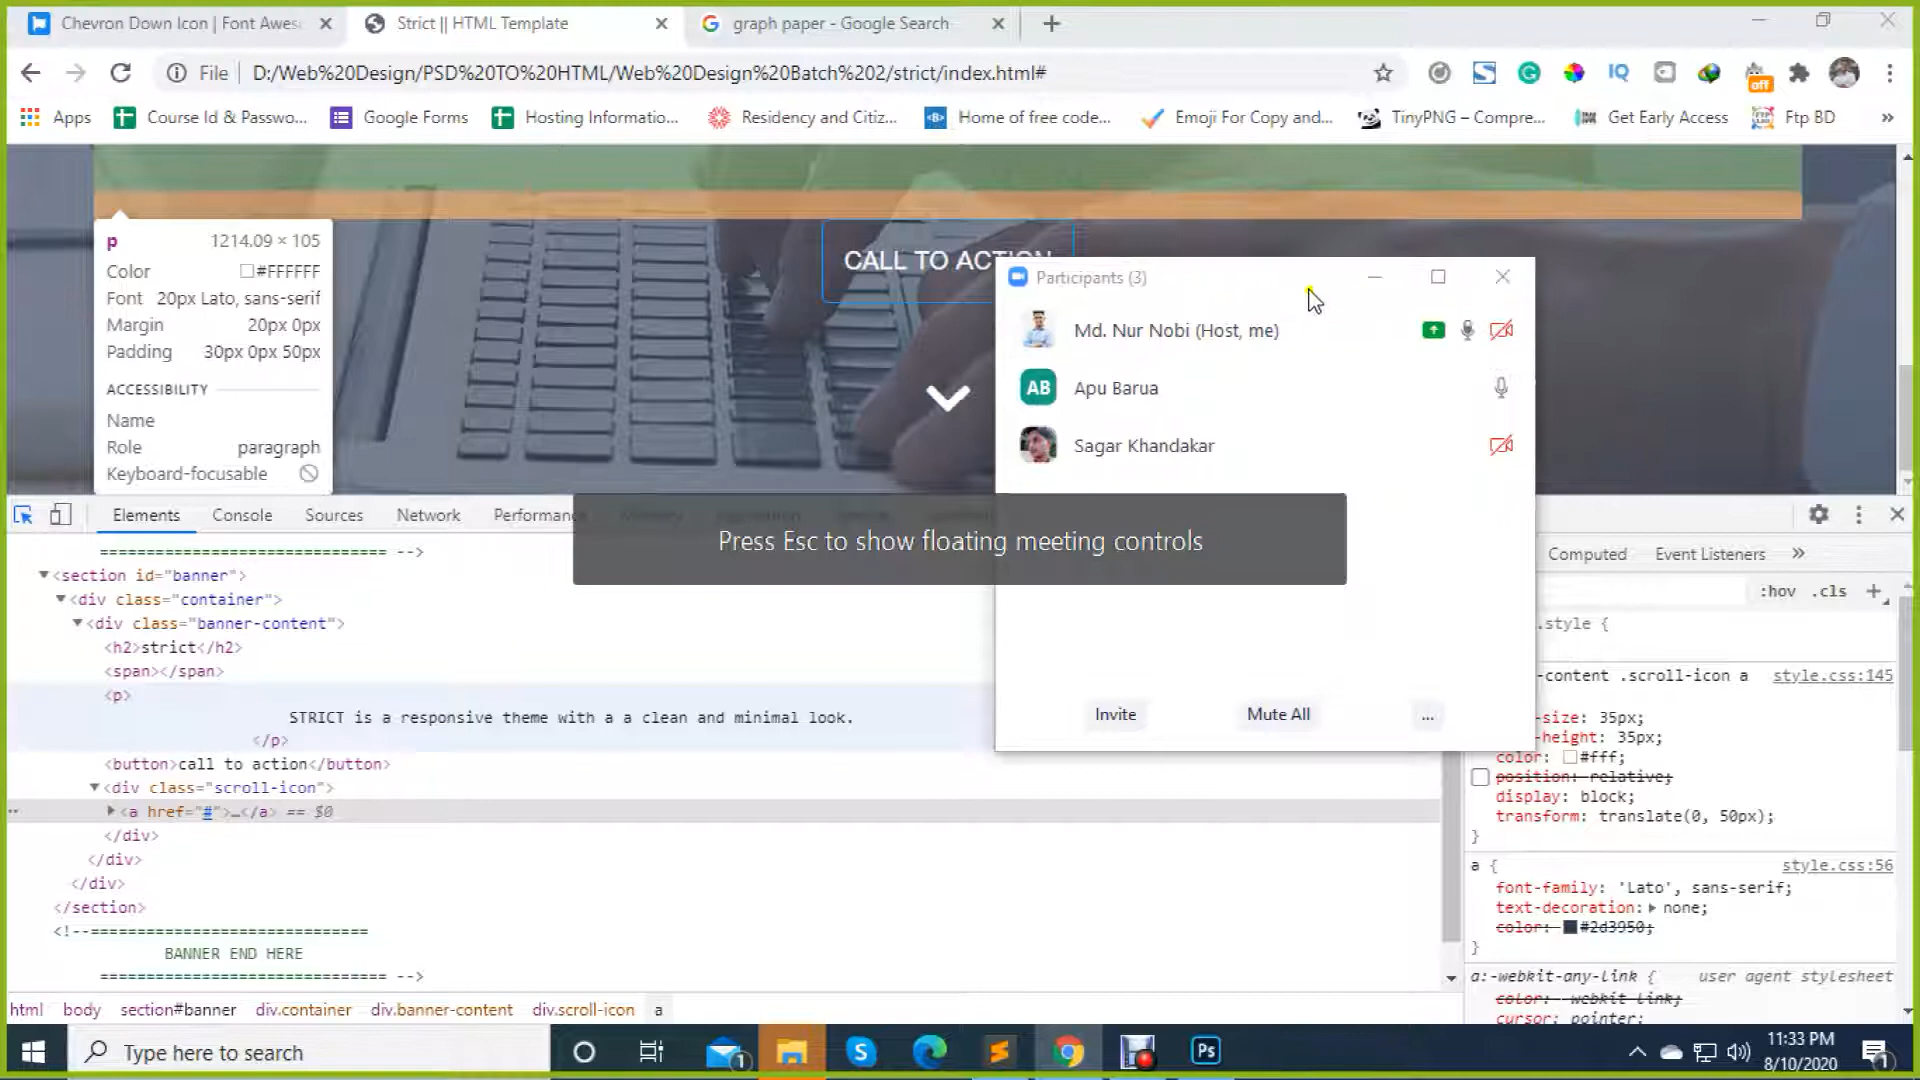 Chevron Down Icon | Font Awes
Strict || HTML Template
graph paper - Google Search
File
D:/Web%20Design/PSD%20TO%20HTML/Web%20Design%20Batch%202/strict/index.html#
IQ
off
Apps
Course Id & Passwo...
Google Forms
Hosting Informatio...
Residency and Citiz...
Home of free code...
Emoji For Copy and...
TinyPNG – Compre...
Get Early Access
Ftp BD
»
p 1214.09 × 105
Color #FFFFFF
Font 20px Lato, sans-serif
Margin 20px 0px
Padding 30px 0px 50px
ACCESSIBILITY
Name
Role paragraph
Keyboard-focusable
CALL TO ACTION
Participants (3)
Md. Nur Nobi (Host, me)
AB Apu Barua
Sagar Khandakar
Invite
Mute All
...
Press Esc to show floating meeting controls
Elements
Console
Sources
Network
Performance
Computed
Event Listeners
»
:hov .cls +
============================= -->
<section id="banner">
<div class="container">
<div class="banner-content">
<h2>strict</h2>
<span></span>
<p>
STRICT is a responsive theme with a a clean and minimal look.
</p>
<button>call to action</button>
<div class="scroll-icon">
<a href="#">…</a> == $0
</div>
</div>
</div>
</section>
<!--=============================
BANNER END HERE
============================= -->
.style {
-content .scroll-icon a style.css:145
-size: 35px;
-height: 35px;
color: #fff;
position: relative;
display: block;
transform: translate(0, 50px);
}
a { style.css:56
font-family: 'Lato', sans-serif;
text-decoration: none;
color: #2d3950;
}
a:-webkit-any-link { user agent stylesheet
color: -webkit-link;
cursor: pointer;
html body section#banner div.container div.banner-content div.scroll-icon a
Type here to search
1
Ps
11:33 PM
8/10/2020
1